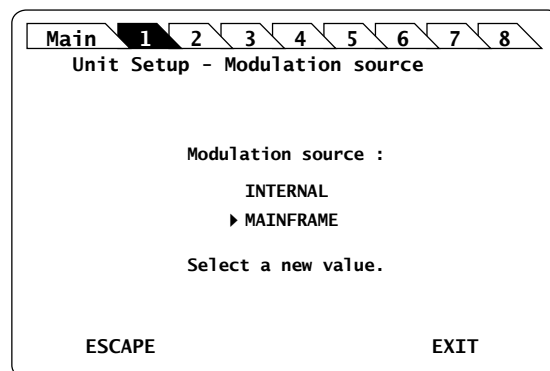 Main 1 2 3 4 5 6 7 8
Unit Setup - Modulation source
Modulation source :
INTERNAL
MAINFRAME
Select a new value.
ESCAPE EXIT